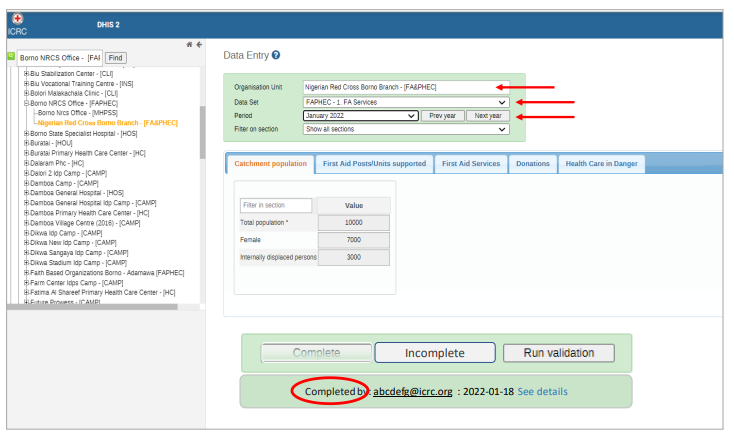 ICRC
DHIS 2
Borno NRCS Office - [FAI
Find
Biu Stabilization Center - [CLI]
Biu Vocational Training Centre - [INS]
Bolori Malakachala Clinic - [CLI]
Borno NRCS Office - [FAPHEC]
Borno Nrcs Office - [MHPSS]
Nigerian Red Cross Borno Branch - [FA&PHEC]
Borno State Specialist Hospital - [HOS]
Buratai - [HOU]
Buratai Primary Health Care Center - [HC]
Dalaram Phc - [HC]
Dalori 2 Idp Camp - [CAMP]
Damboa Camp - [CAMP]
Damboa General Hospital - [HOS]
Damboa General Hospital Idp Camp - [CAMP]
Damboa Primary Health Care Center - [HC]
Damboa Village Centre (2016) - [CAMP]
Dikwa Idp Camp - [CAMP]
Dikwa New Idp Camp - [CAMP]
Dikwa Sangaya Idp Camp - [CAMP]
Dikwa Stadium Idp Camp - [CAMP]
Faith Based Organizations Borno - Adamawa [FAPHEC]
Farm Center Idps Camp - [CAMP]
Fatima Al Shareef Primary Health Care Center - [HC]
Future Prowess - [CAMP]
Data Entry ?
Organisation Unit Nigerian Red Cross Borno Branch - [FA&PHEC]
Data Set FAPHEC - 1. FA Services
Period January 2022 Prev year Next year
Filter on section Show all sections
Catchment population First Aid Posts/Units supported First Aid Services Donations Health Care in Danger
Filter in section Value
Total population * 10000
Female 7000
Internally displaced persons 3000
Complete Incomplete Run validation
Completed by: abcdefg@icrc.org : 2022-01-18 See details